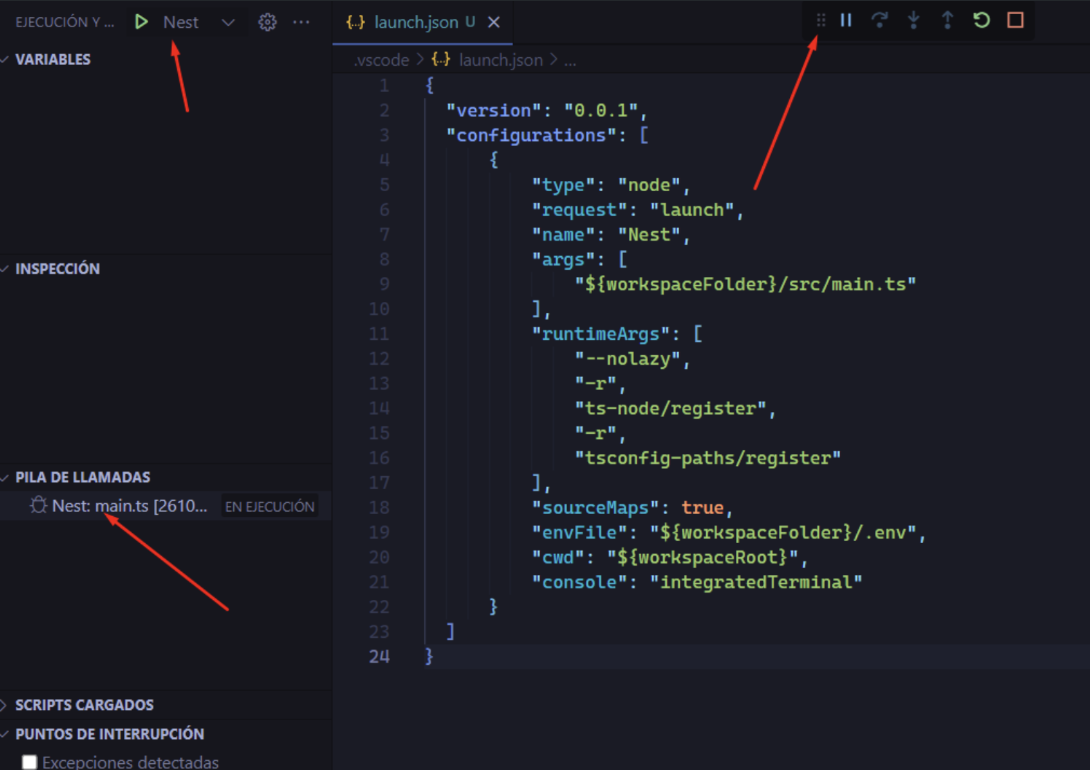 EJECUCIÓN Y ... Nest ...
VARIABLES
INSPECCIÓN
PILA DE LLAMADAS
Nest: main.ts [2610... EN EJECUCIÓN
SCRIPTS CARGADOS
PUNTOS DE INTERRUPCIÓN
Excepciones detectadas
{..} launch.json U ×
.vscode > {..} launch.json > ...
1 {
2 "version": "0.0.1",
3 "configurations": [
4 {
5 "type": "node",
6 "request": "launch",
7 "name": "Nest",
8 "args": [
9 "${workspaceFolder}/src/main.ts"
10 ],
11 "runtimeArgs": [
12 "--nolazy",
13 "-r",
14 "ts-node/register",
15 "-r",
16 "tsconfig-paths/register"
17 ],
18 "sourceMaps": true,
19 "envFile": "${workspaceFolder}/.env",
20 "cwd": "${workspaceRoot}",
21 "console": "integratedTerminal"
22 }
23 ]
24 }